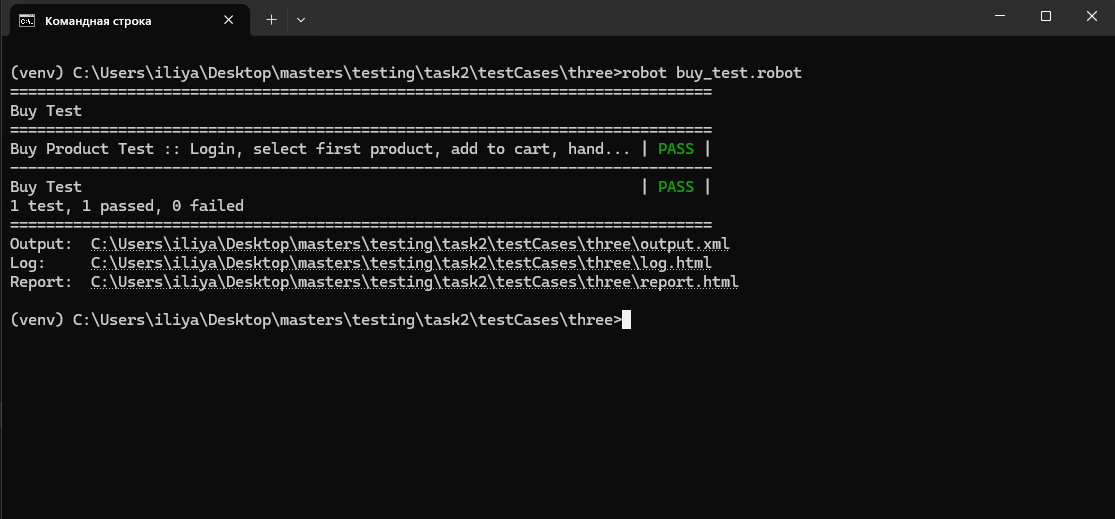 Командная строка
(venv) C:\Users\iliya\Desktop\masters\testing\task2\testCases\three>robot buy_test.robot
==============================================================================
Buy Test
==============================================================================
Buy Product Test :: Login, select first product, add to cart, hand... | PASS |
------------------------------------------------------------------------------
Buy Test                                                              | PASS |
1 test, 1 passed, 0 failed
==============================================================================
Output:  C:\Users\iliya\Desktop\masters\testing\task2\testCases\three\output.xml
Log:     C:\Users\iliya\Desktop\masters\testing\task2\testCases\three\log.html
Report:  C:\Users\iliya\Desktop\masters\testing\task2\testCases\three\report.html
(venv) C:\Users\iliya\Desktop\masters\testing\task2\testCases\three>